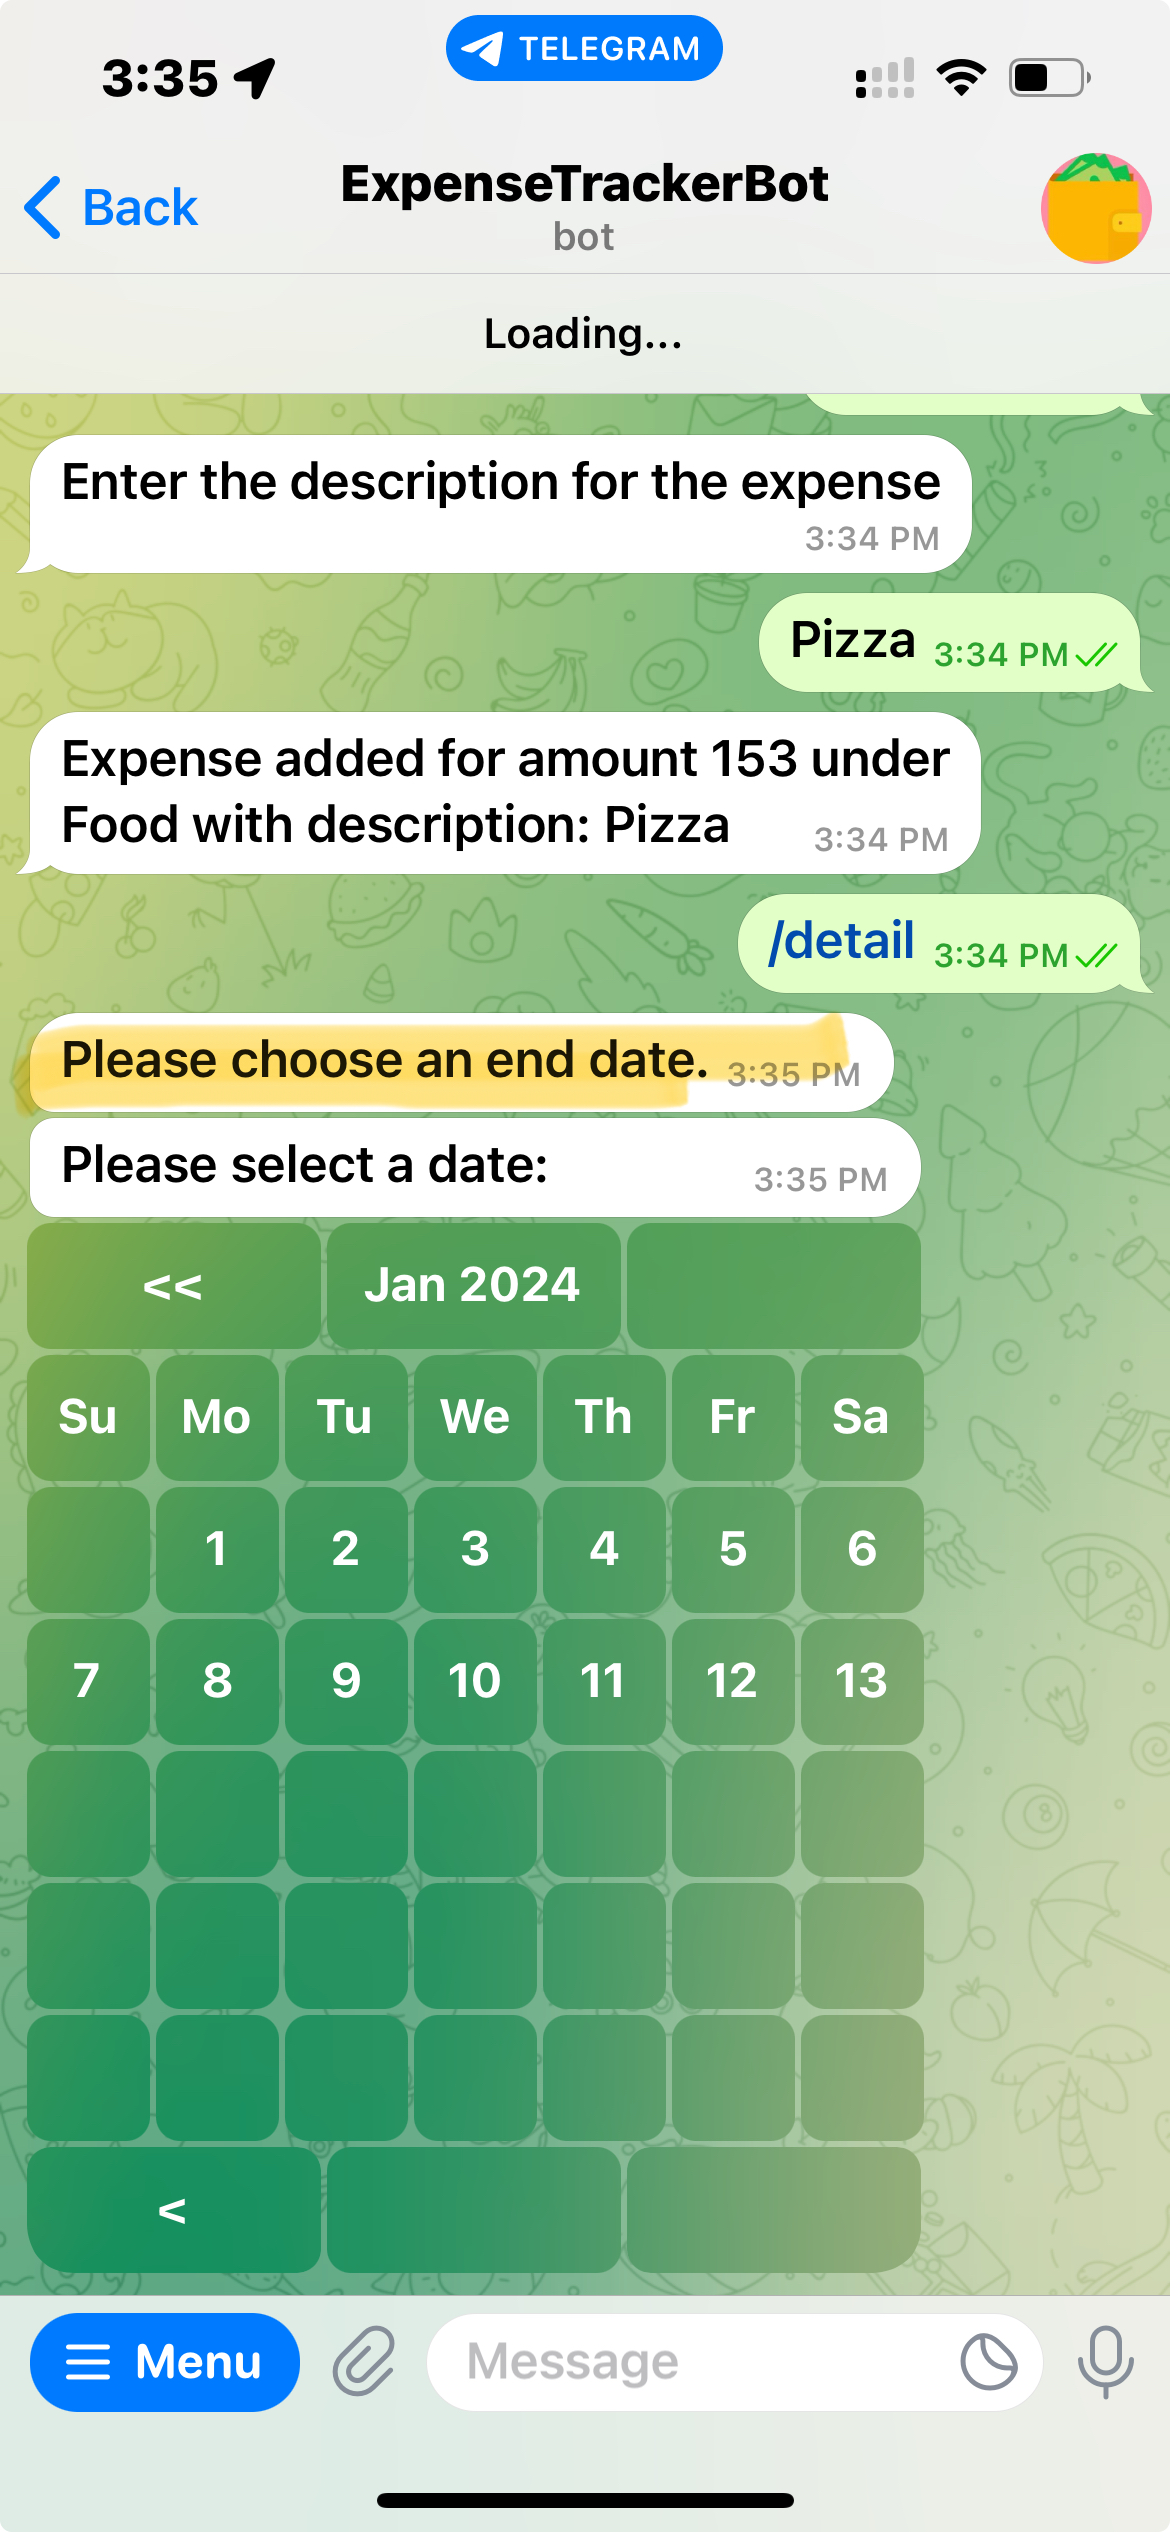 TELEGRAM
3:35
Back
ExpenseTrackerBot
bot
Loading...
Enter the description for the expense
3:34 PM
Pizza 3:34 PM
Expense added for amount 153 under
Food with description: Pizza 3:34 PM
/detail 3:34 PM
Please choose an end date. 3:35 PM
Please select a date: 3:35 PM
<< Jan 2024
Su Mo Tu We Th Fr Sa
1 2 3 4 5 6
7 8 9 10 11 12 13
<
Menu Message